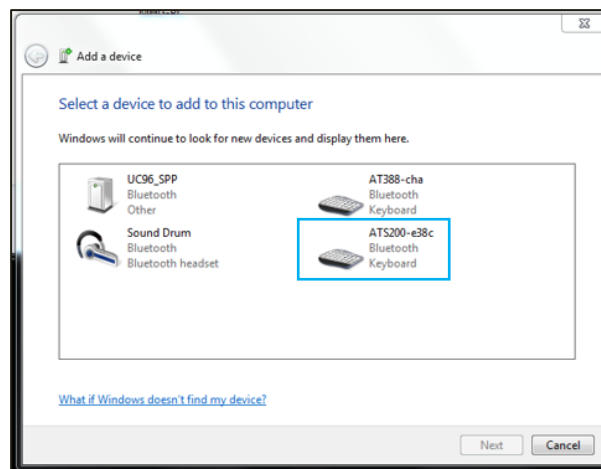 Add a device
Select a device to add to this computer
Windows will continue to look for new devices and display them here.
UC96_SPP
Bluetooth
Other
AT388-cha
Bluetooth
Keyboard
Sound Drum
Bluetooth
Bluetooth headset
ATS200-e38c
Bluetooth
Keyboard
What if Windows doesn't find my device?
Next
Cancel